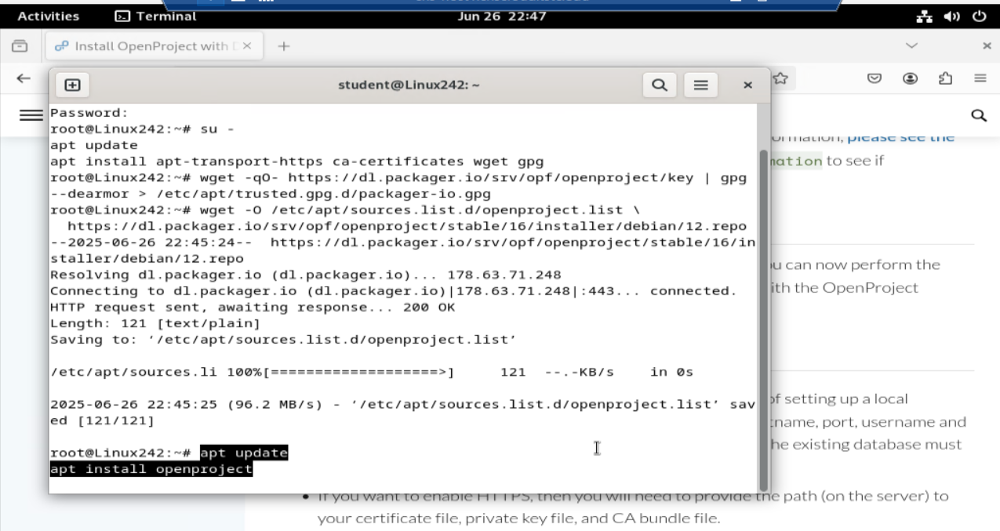 Activities Terminal Jun 26 22:47
Install OpenProject with
student@Linux242: ~
Password:
root@Linux242:~# su -
apt update
apt install apt-transport-https ca-certificates wget gpg
root@Linux242:~# wget -qO- https://dl.packager.io/srv/opf/openproject/key | gpg
--dearmor > /etc/apt/trusted.gpg.d/packager-io.gpg
root@Linux242:~# wget -O /etc/apt/sources.list.d/openproject.list \
  https://dl.packager.io/srv/opf/openproject/stable/16/installer/debian/12.repo
--2025-06-26 22:45:24--  https://dl.packager.io/srv/opf/openproject/stable/16/in
staller/debian/12.repo
Resolving dl.packager.io (dl.packager.io)... 178.63.71.248
Connecting to dl.packager.io (dl.packager.io)|178.63.71.248|:443... connected.
HTTP request sent, awaiting response... 200 OK
Length: 121 [text/plain]
Saving to: ‘/etc/apt/sources.list.d/openproject.list’
/etc/apt/sources.li 100%[===================>]     121  --.-KB/s    in 0s
2025-06-26 22:45:25 (96.2 MB/s) - ‘/etc/apt/sources.list.d/openproject.list’ sav
ed [121/121]
root@Linux242:~# apt update
apt install openproject
please see the
mation to see if
u can now perform the
ith the OpenProject
of setting up a local
name, port, username and
he existing database must
If you want to enable HTTPS, then you will need to provide the path (on the server) to
your certificate file, private key file, and CA bundle file.